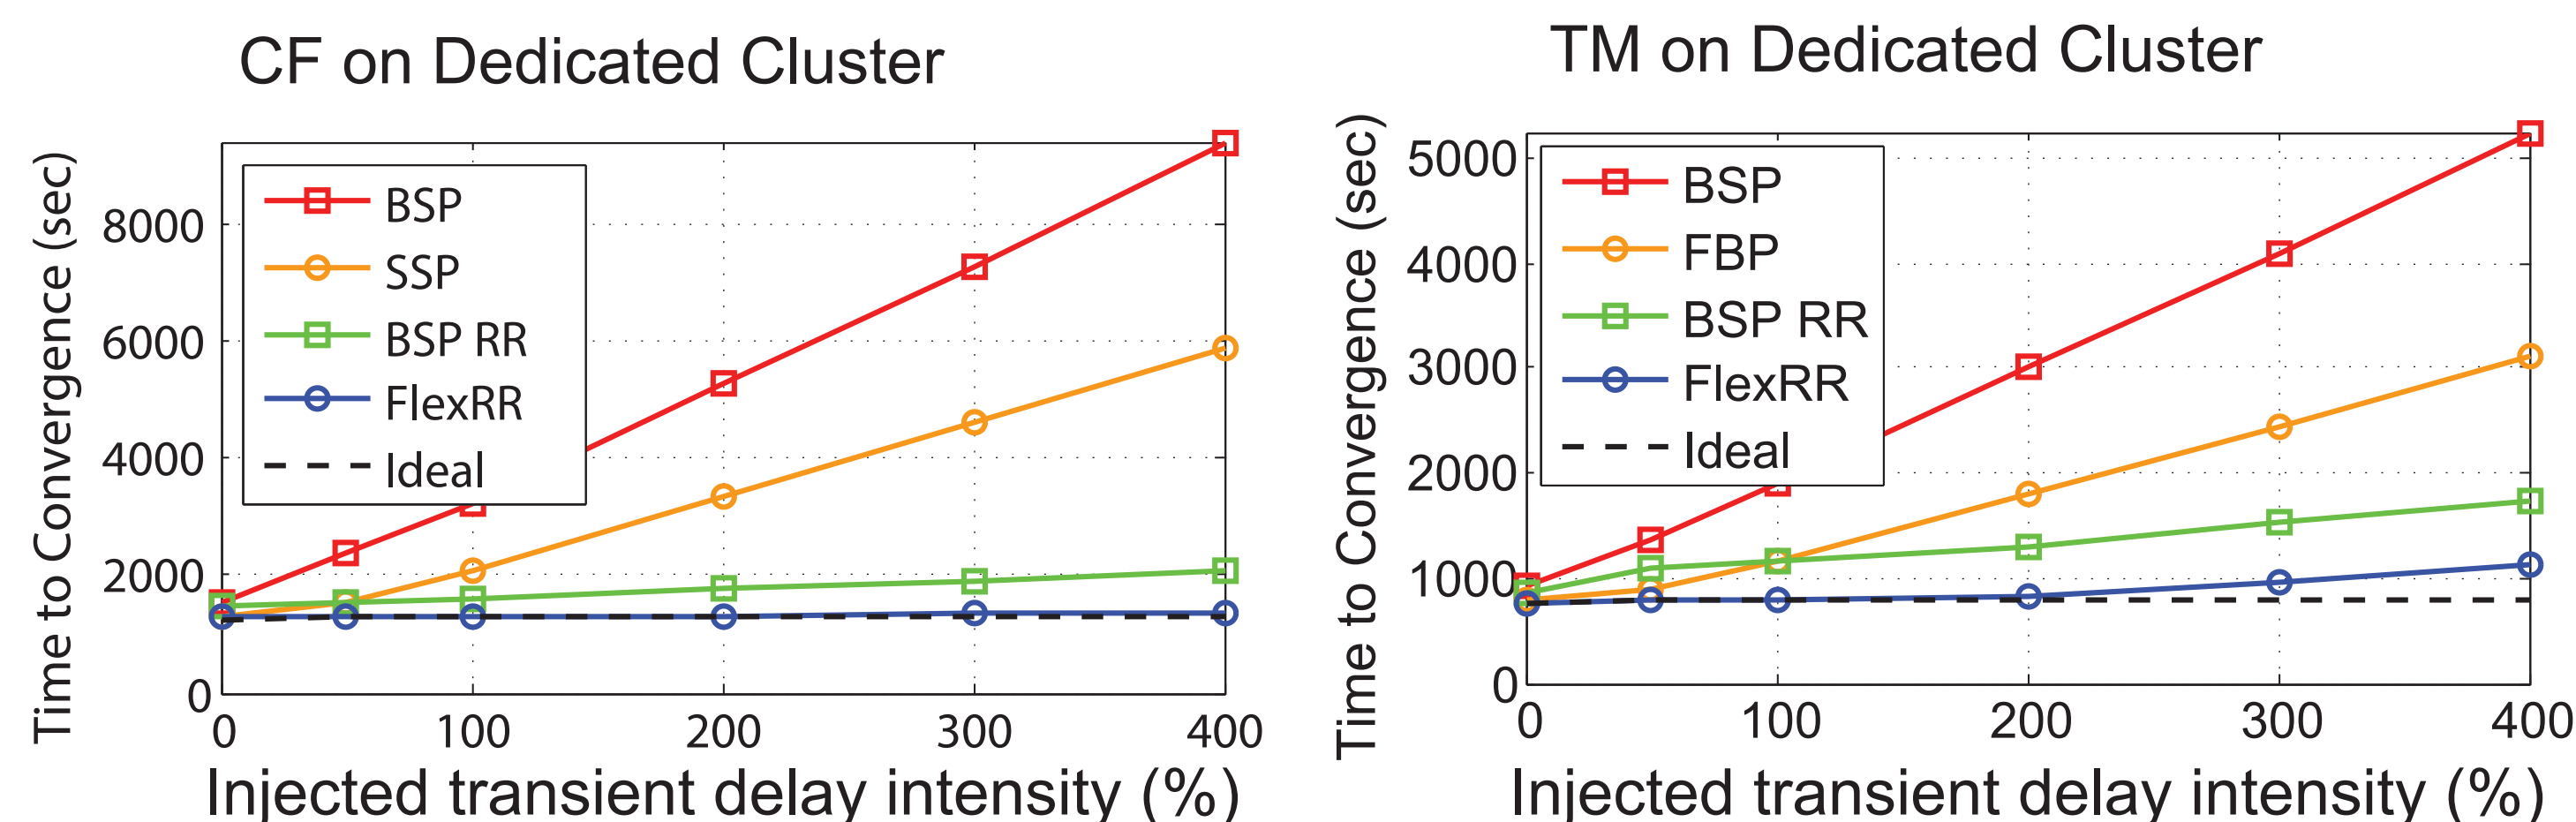 CF on Dedicated Cluster
Time to Convergence (sec)
8000
6000
4000
2000
0
BSP
SSP
BSP RR
FlexRR
Ideal
0 100 200 300 400
Injected transient delay intensity (%)
TM on Dedicated Cluster
Time to Convergence (sec)
5000
4000
3000
2000
1000
0
BSP
FBP
BSP RR
FlexRR
Ideal
0 100 200 300 400
Injected transient delay intensity (%)